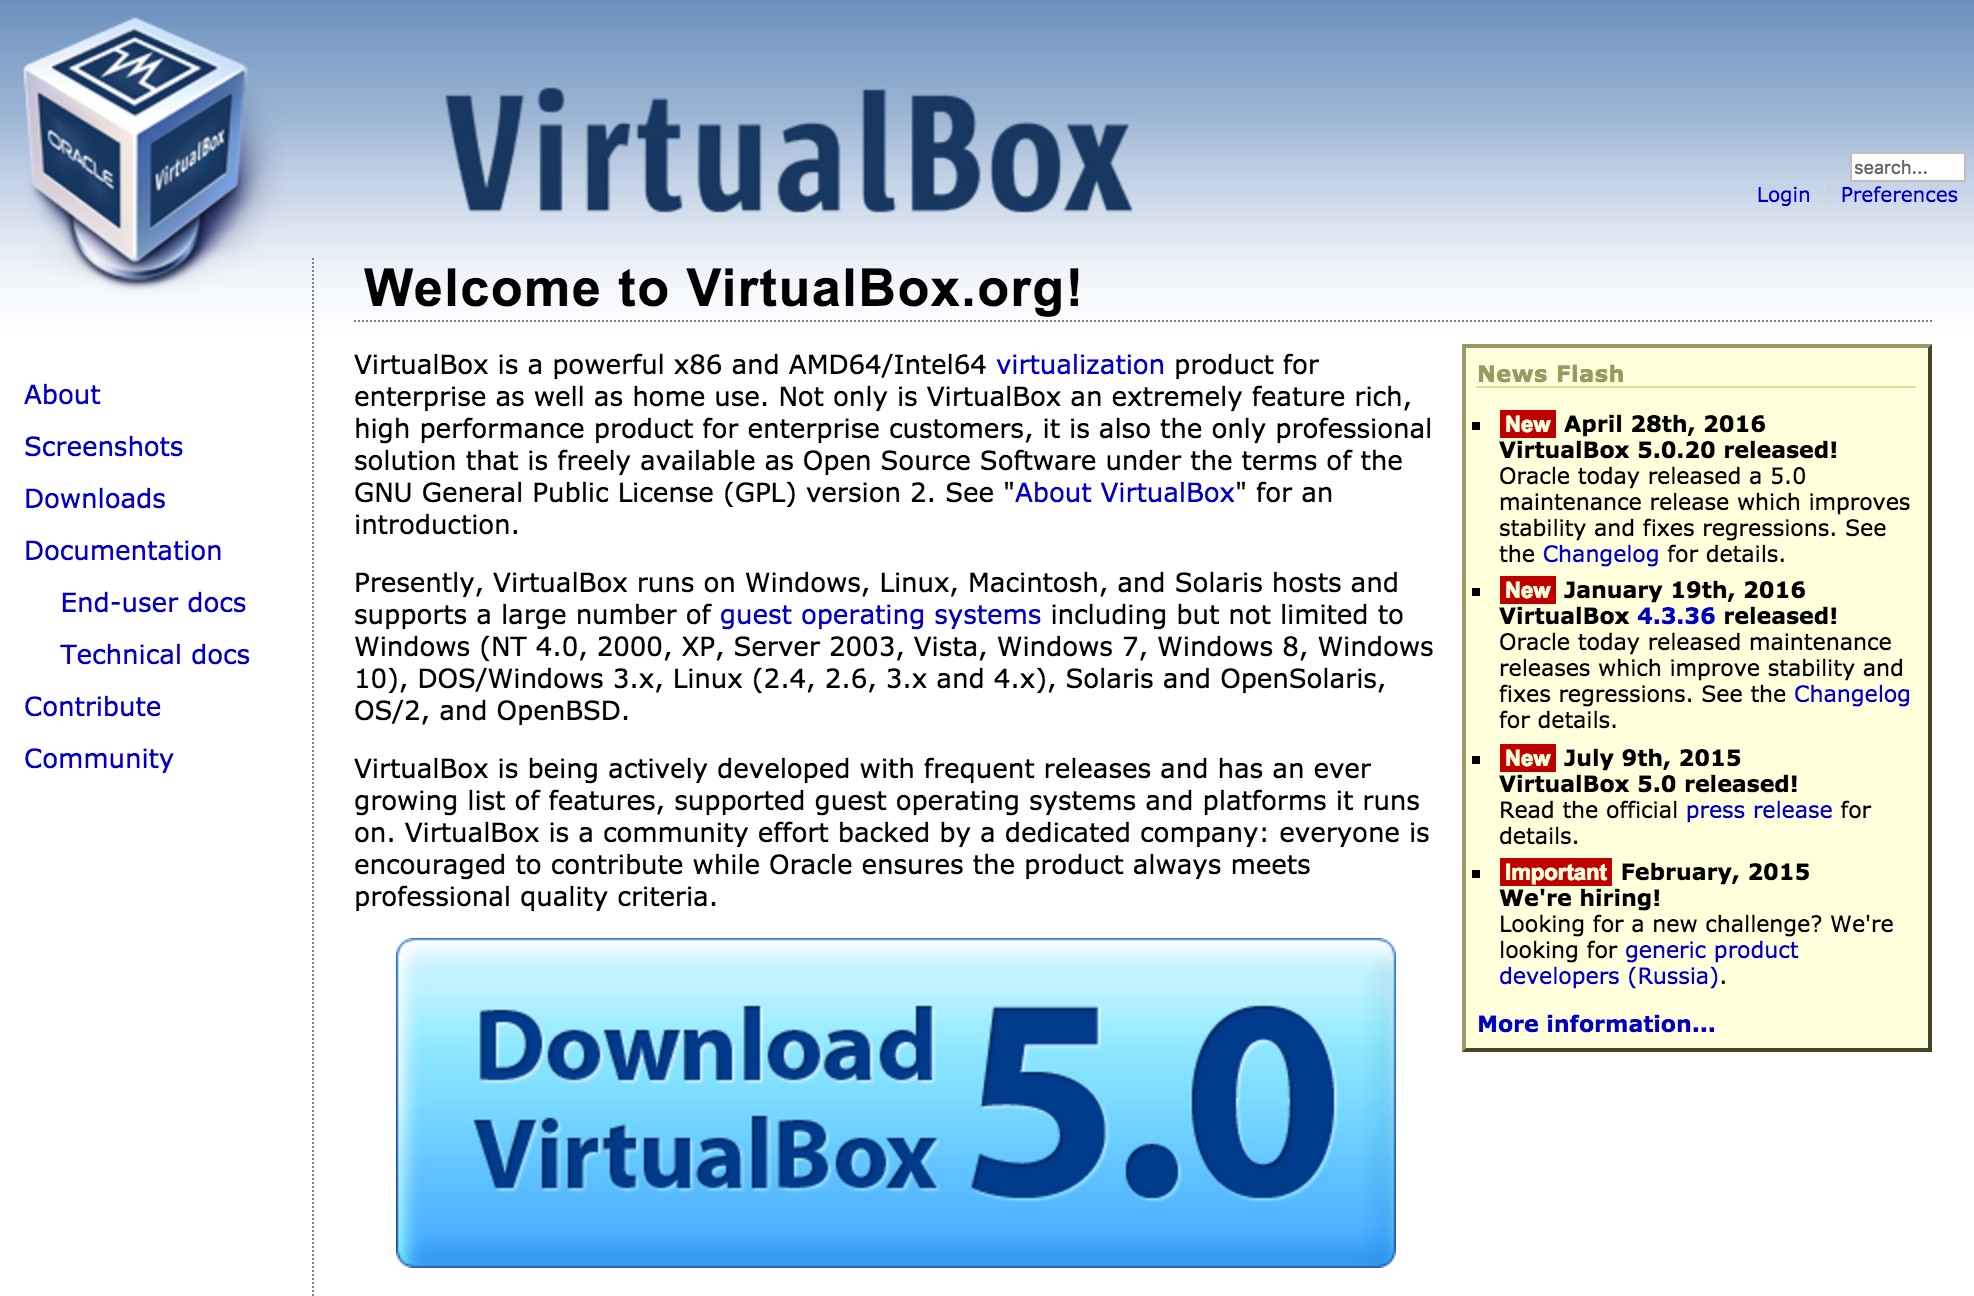 ORACLE
VirtualBox
VirtualBox
search...
Login
Preferences
Welcome to VirtualBox.org!
About
Screenshots
Downloads
Documentation
End-user docs
Technical docs
Contribute
Community
VirtualBox is a powerful x86 and AMD64/Intel64 virtualization product for
enterprise as well as home use. Not only is VirtualBox an extremely feature rich,
high performance product for enterprise customers, it is also the only professional
solution that is freely available as Open Source Software under the terms of the
GNU General Public License (GPL) version 2. See "About VirtualBox" for an
introduction.
Presently, VirtualBox runs on Windows, Linux, Macintosh, and Solaris hosts and
supports a large number of guest operating systems including but not limited to
Windows (NT 4.0, 2000, XP, Server 2003, Vista, Windows 7, Windows 8, Windows
10), DOS/Windows 3.x, Linux (2.4, 2.6, 3.x and 4.x), Solaris and OpenSolaris,
OS/2, and OpenBSD.
VirtualBox is being actively developed with frequent releases and has an ever
growing list of features, supported guest operating systems and platforms it runs
on. VirtualBox is a community effort backed by a dedicated company: everyone is
encouraged to contribute while Oracle ensures the product always meets
professional quality criteria.
Download
VirtualBox
5.0
News Flash
New April 28th, 2016
VirtualBox 5.0.20 released!
Oracle today released a 5.0
maintenance release which improves
stability and fixes regressions. See
the Changelog for details.
New January 19th, 2016
VirtualBox 4.3.36 released!
Oracle today released maintenance
releases which improve stability and
fixes regressions. See the Changelog
for details.
New July 9th, 2015
VirtualBox 5.0 released!
Read the official press release for
details.
Important February, 2015
We're hiring!
Looking for a new challenge? We're
looking for generic product
developers (Russia).
More information...